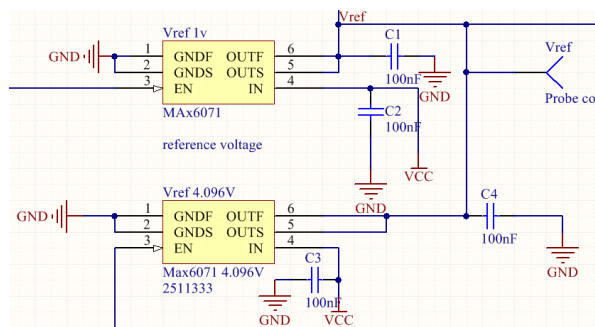 Vref
Vref 1v
GND
1 GNDF OUTF 6
2 GNDS OUTS 5
3 EN IN 4
MAx6071
C1
100nF
GND
C2
100nF
GND
VCC
Vref
Probe co
reference voltage
Vref 4.096V
GND
1 GNDF OUTF 6
2 GNDS OUTS 5
3 EN IN 4
Max6071 4.096V
2511333
C3
100nF
GND
VCC
C4
100nF
GND